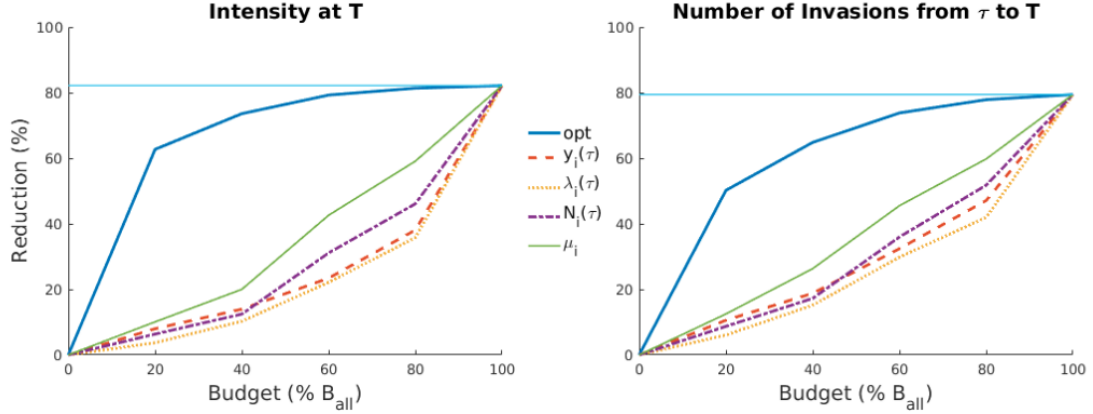 Intensity at T
Number of Invasions from τ to T
Reduction (%)
100
80
60
40
20
0
0 20 40 60 80 100
Budget (% B_all)
opt
y_i(τ)
λ_i(τ)
N_i(τ)
μ_i
100
80
60
40
20
0
0 20 40 60 80 100
Budget (% B_all)